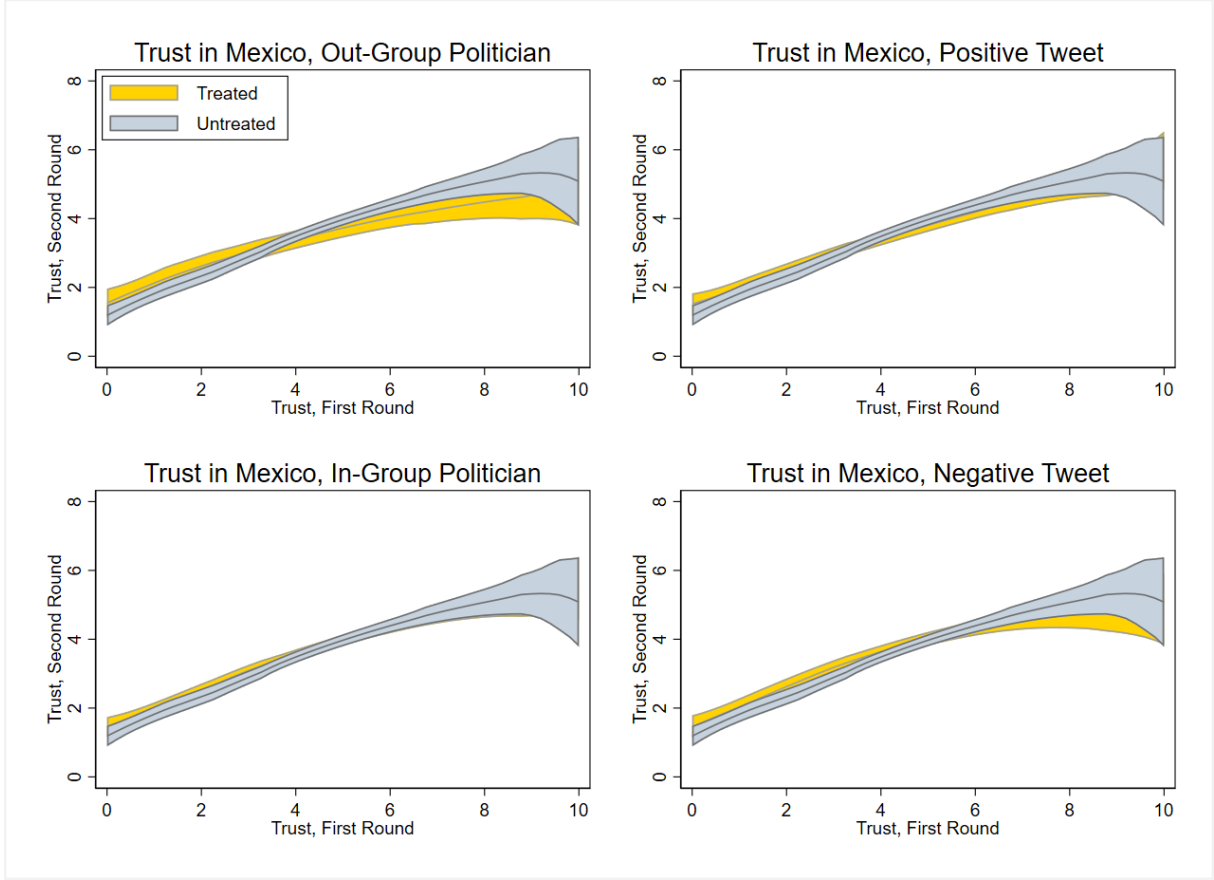 Trust in Mexico, Out-Group Politician
Treated
Untreated
Trust, Second Round
0
2
4
6
8
0 2 4 6 8 10
Trust, First Round
Trust in Mexico, Positive Tweet
Trust, Second Round
0
2
4
6
8
0 2 4 6 8 10
Trust, First Round
Trust in Mexico, In-Group Politician
Trust, Second Round
0
2
4
6
8
0 2 4 6 8 10
Trust, First Round
Trust in Mexico, Negative Tweet
Trust, Second Round
0
2
4
6
8
0 2 4 6 8 10
Trust, First Round